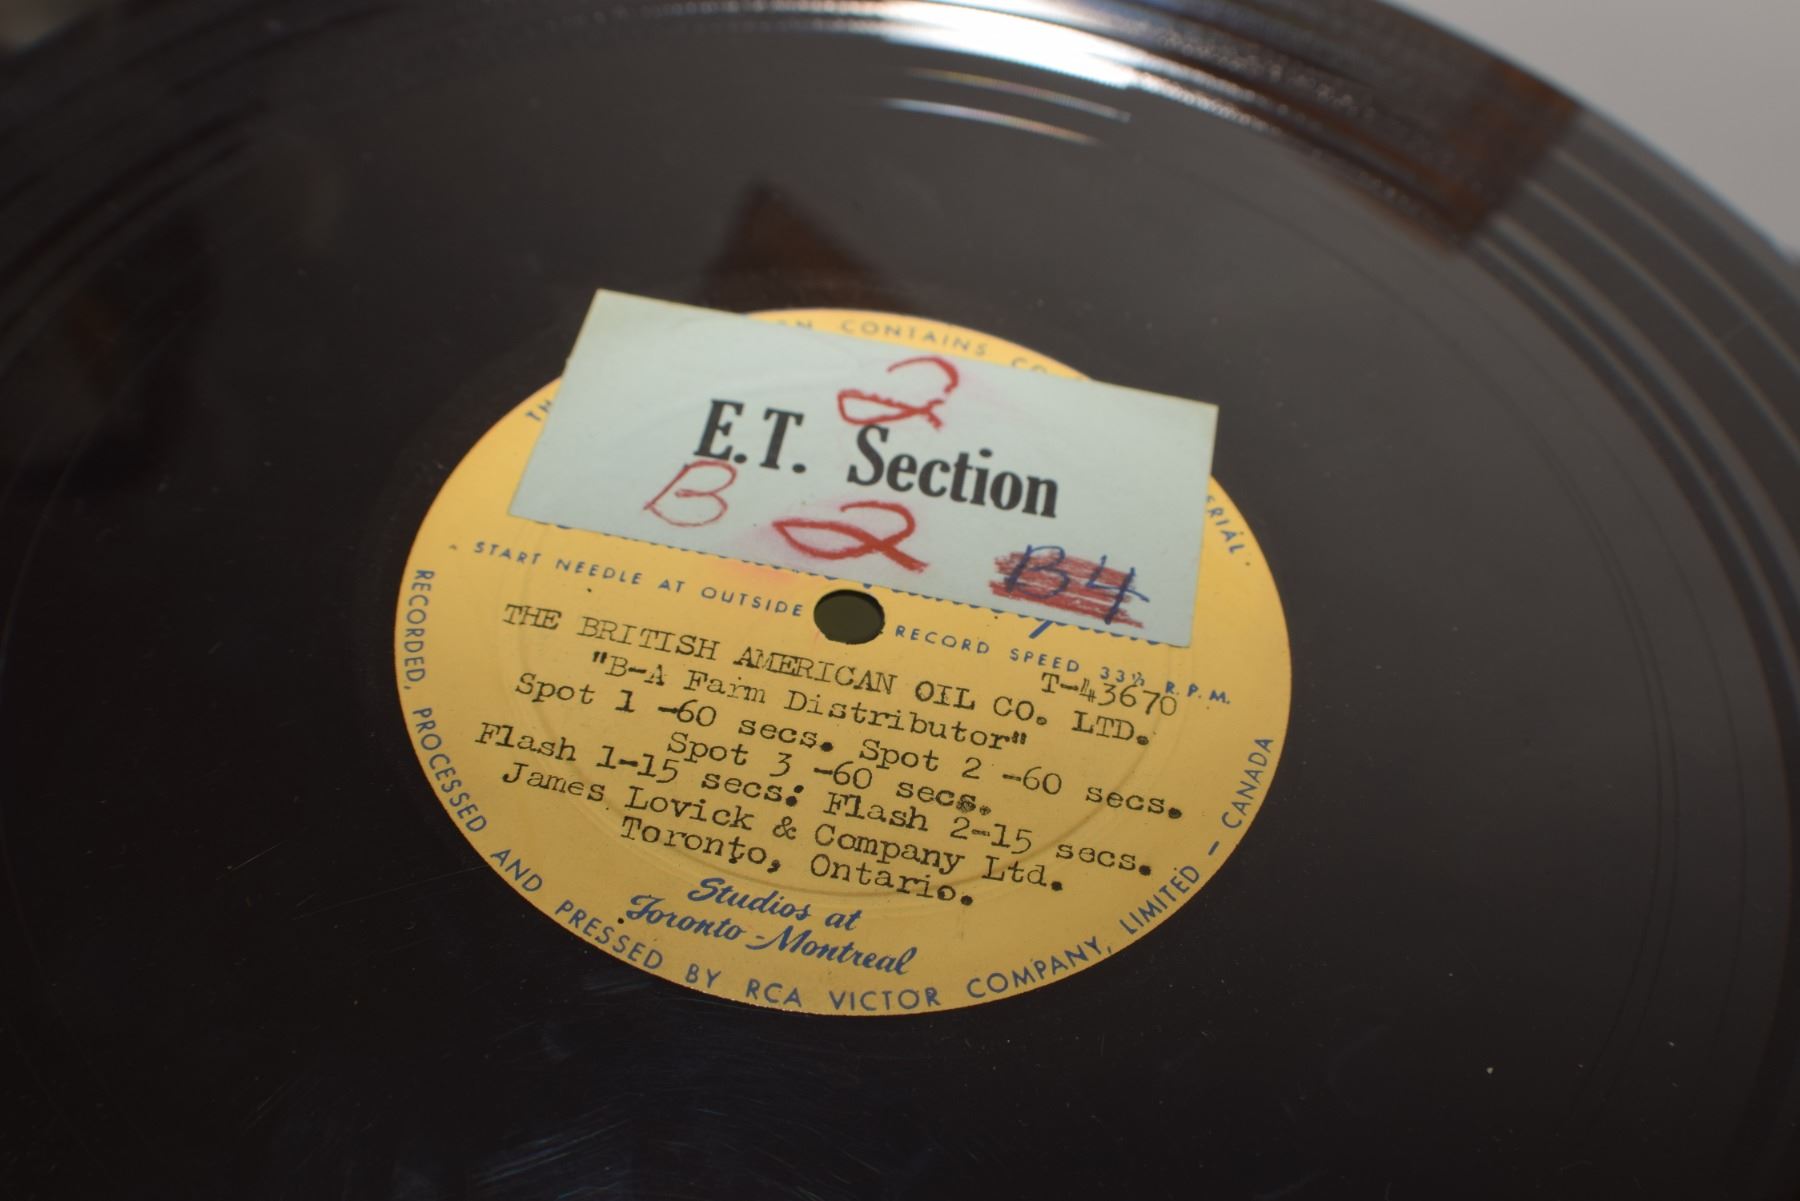 CONTAINS
2
E.T. Section
B 2 B4
START NEEDLE AT OUTSIDE
RECORD SPEED 33⅓ R.P.M.
T-43670
THE BRITISH AMERICAN OIL CO. LTD.
"B-A Farm Distributor"
Spot 1 -60 secs. Spot 2 -60 secs.
Spot 3 -60 secs.
Flash 1-15 secs: Flash 2-15 secs.
James Lovick & Company Ltd.
Toronto, Ontario.
Studios at
Toronto-Montreal
RECORDED, PROCESSED AND PRESSED BY RCA VICTOR COMPANY, LIMITED - CANADA